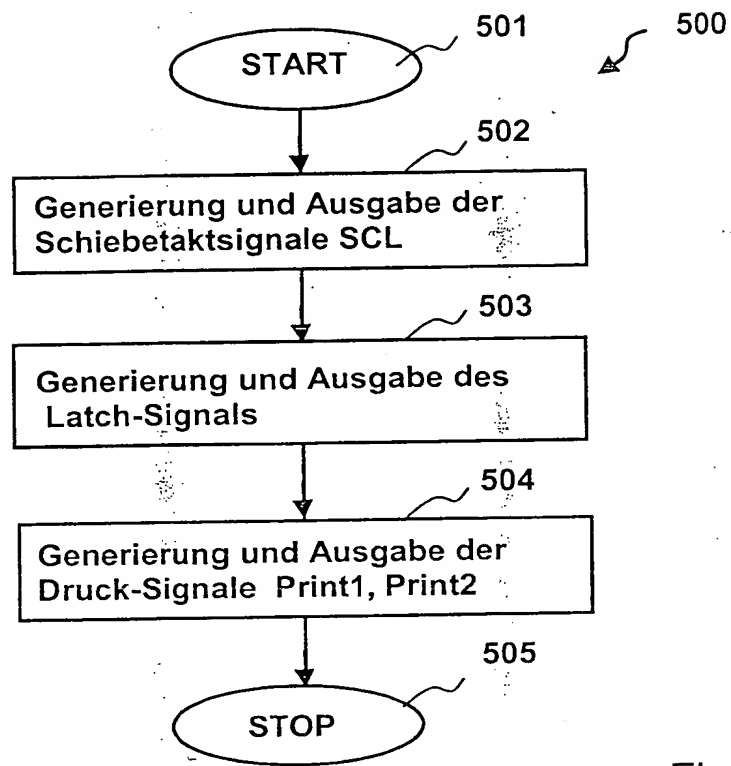 501
500
START
502
Generierung und Ausgabe der
Schiebetaktsignale SCL
503
Generierung und Ausgabe des
Latch-Signals
504
Generierung und Ausgabe der
Druck-Signale Print1, Print2
505
STOP